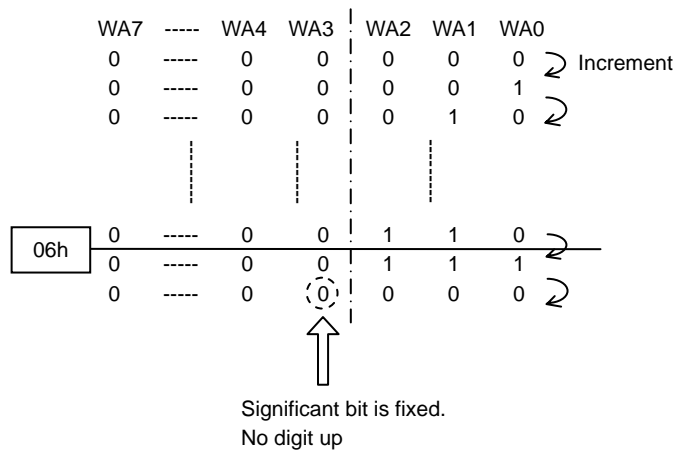 WA7 ----- WA4 WA3 WA2 WA1 WA0
0 ----- 0 0 0 0 0 Increment
0 ----- 0 0 0 0 1
0 ----- 0 0 0 1 0
0 ----- 0 0 1 1 0
06h
0 ----- 0 0 1 1 1
0 ----- 0 0 0 0 0
Significant bit is fixed.
No digit up